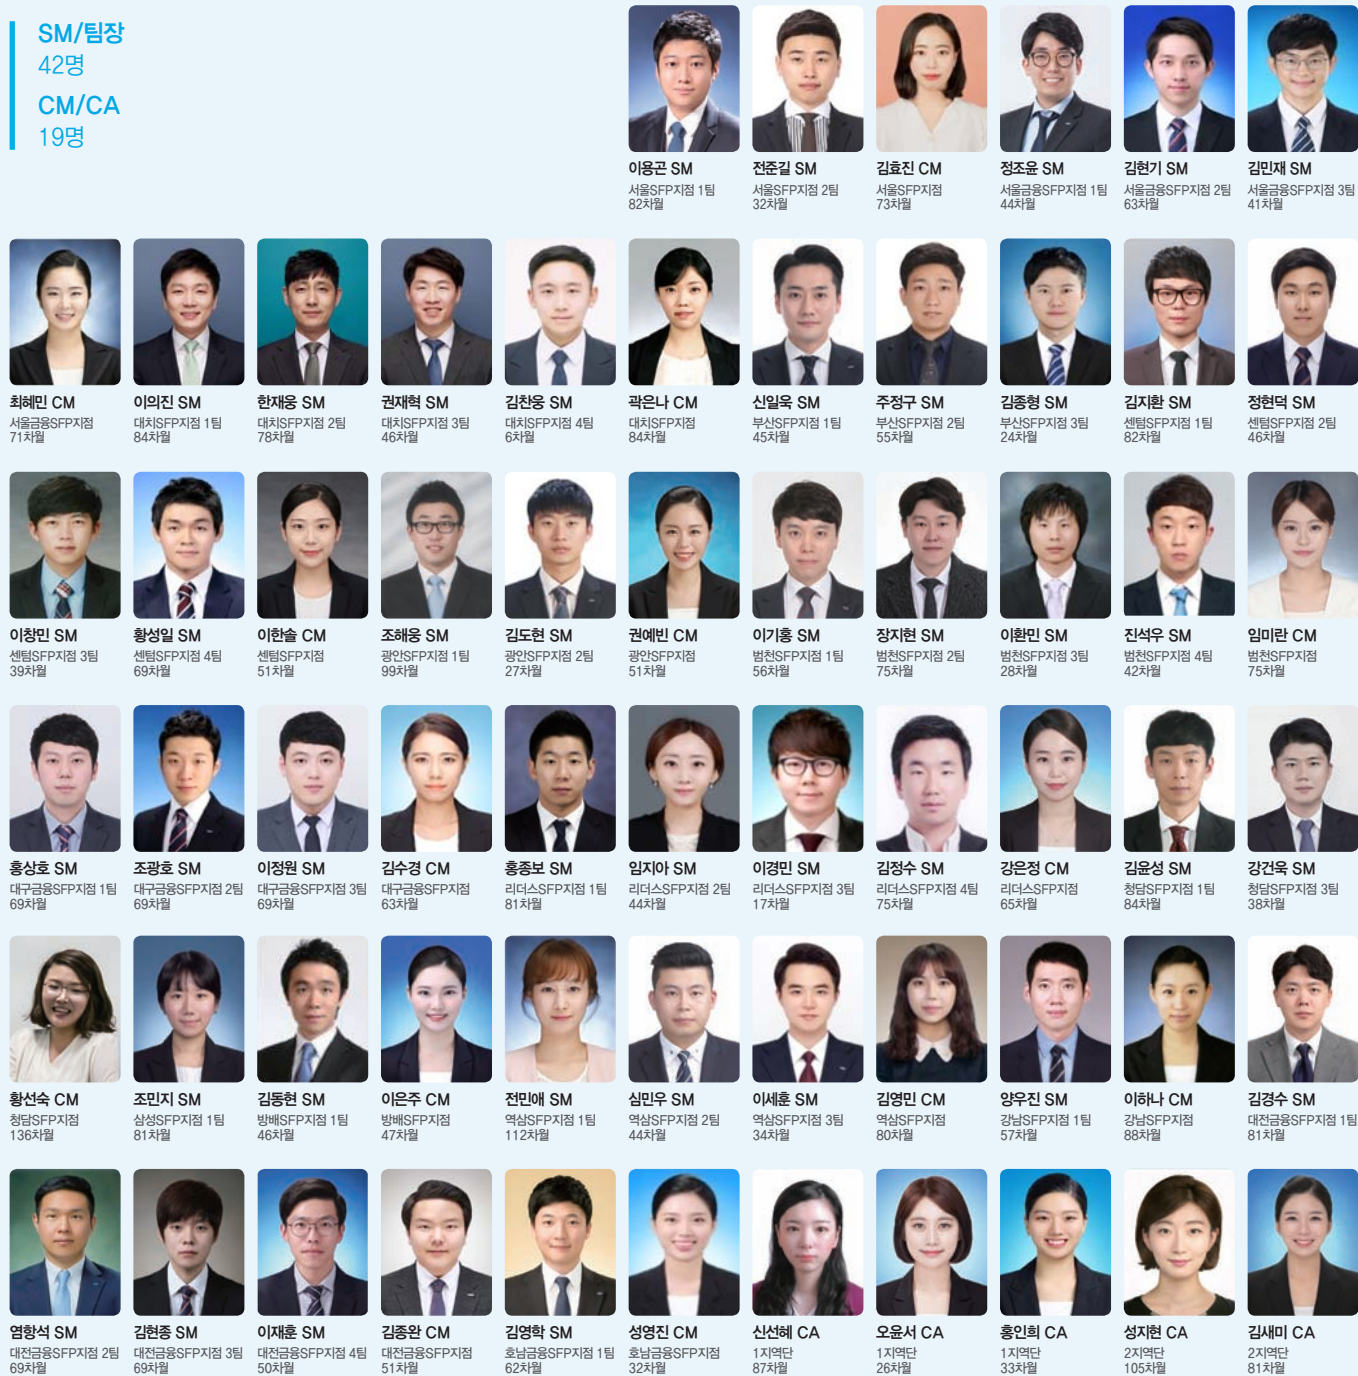 SM/팀장
42명
CM/CA
19명
이용곤 SM
서울SFP지점 1팀
82차월
전준길 SM
서울SFP지점 2팀
32차월
김효진 CM
서울SFP지점
73차월
정조윤 SM
서울금융SFP지점 1팀
44차월
김현기 SM
서울금융SFP지점 2팀
63차월
김민재 SM
서울금융SFP지점 3팀
41차월
최혜민 CM
서울금융SFP지점
71차월
이의진 SM
대치SFP지점 1팀
84차월
한재웅 SM
대치SFP지점 2팀
78차월
권재혁 SM
대치SFP지점 3팀
46차월
김찬웅 SM
대치SFP지점 4팀
6차월
곽은나 CM
대치SFP지점
84차월
신일욱 SM
부산SFP지점 1팀
45차월
주정구 SM
부산SFP지점 2팀
55차월
김종형 SM
부산SFP지점 3팀
24차월
김지환 SM
센텀SFP지점 1팀
82차월
정현덕 SM
센텀SFP지점 2팀
46차월
이창민 SM
센텀SFP지점 3팀
39차월
황성일 SM
센텀SFP지점 4팀
69차월
이한솔 CM
센텀SFP지점
51차월
조해웅 SM
광안SFP지점 1팀
99차월
김도현 SM
광안SFP지점 2팀
27차월
권예빈 CM
광안SFP지점
51차월
이기홍 SM
범천SFP지점 1팀
56차월
장지현 SM
범천SFP지점 2팀
75차월
이환민 SM
범천SFP지점 3팀
28차월
진석우 SM
범천SFP지점 4팀
42차월
임미란 CM
범천SFP지점
75차월
홍상호 SM
대구금융SFP지점 1팀
69차월
조광호 SM
대구금융SFP지점 2팀
69차월
이정원 SM
대구금융SFP지점 3팀
69차월
김수경 CM
대구금융SFP지점
63차월
홍종보 SM
리더스SFP지점 1팀
81차월
임지아 SM
리더스SFP지점 2팀
44차월
이경민 SM
리더스SFP지점 3팀
17차월
김정수 SM
리더스SFP지점 4팀
75차월
강은정 CM
리더스SFP지점
65차월
김윤성 SM
청담SFP지점 1팀
84차월
강건욱 SM
청담SFP지점 3팀
38차월
황선숙 CM
청담SFP지점
136차월
조민지 SM
삼성SFP지점 1팀
81차월
김동현 SM
방배SFP지점 1팀
46차월
이은주 CM
방배SFP지점
47차월
전민애 SM
역삼SFP지점 1팀
112차월
심민우 SM
역삼SFP지점 2팀
44차월
이세훈 SM
역삼SFP지점 3팀
34차월
김영민 CM
역삼SFP지점
80차월
양우진 SM
강남SFP지점 1팀
57차월
이하나 CM
강남SFP지점
88차월
김경수 SM
대전금융SFP지점 1팀
81차월
염항석 SM
대전금융SFP지점 2팀
69차월
김현종 SM
대전금융SFP지점 3팀
69차월
이재훈 SM
대전금융SFP지점 4팀
50차월
김종완 CM
대전금융SFP지점
51차월
김영학 SM
호남금융SFP지점 1팀
62차월
성영진 CM
호남금융SFP지점
32차월
신선혜 CA
1지역단
87차월
오윤서 CA
1지역단
26차월
홍인희 CA
1지역단
33차월
성지현 CA
2지역단
105차월
김새미 CA
2지역단
81차월